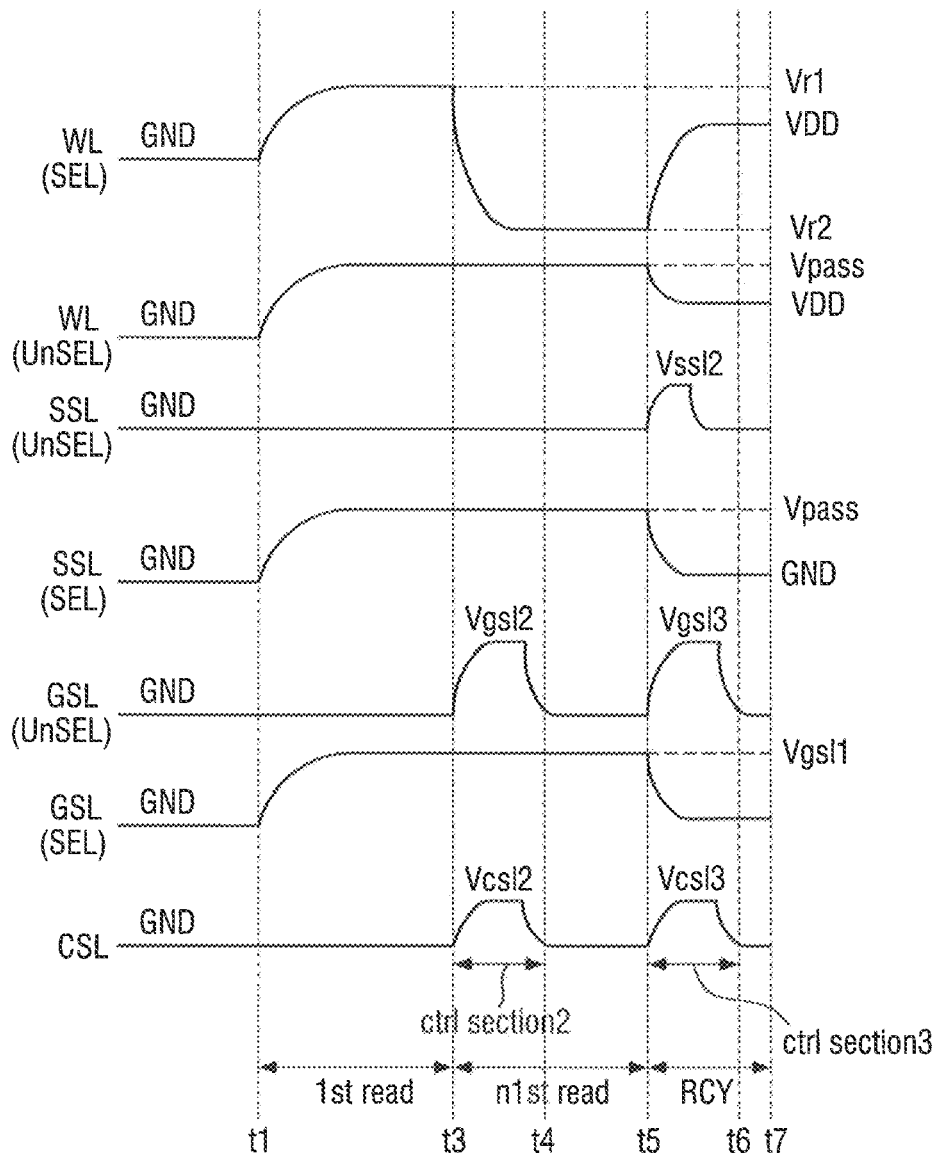 Vr1
WL GND VDD
(SEL)
Vr2
Vpass
WL GND VDD
(UnSEL)
Vssl2
SSL GND
(UnSEL)
Vpass
SSL GND GND
(SEL)
Vgsl2 Vgsl3
GSL GND
(UnSEL)
Vgsl1
GSL GND
(SEL)
Vcsl2 Vcsl3
CSL GND
ctrl section2
ctrl section3
1st read n1st read RCY
t1 t3 t4 t5 t6 t7